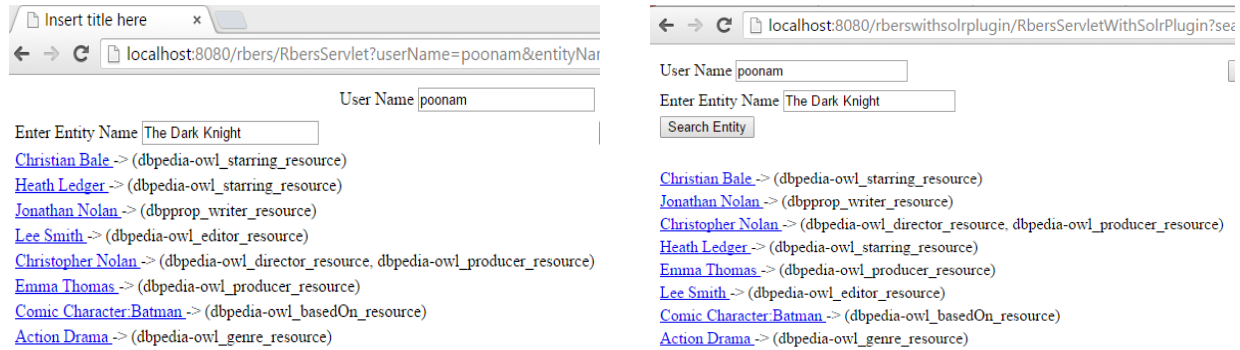 Insert title here ×
localhost:8080/rbers/RbersServlet?userName=poonam&entityNar
User Name poonam
Enter Entity Name The Dark Knight
Christian Bale -> (dbpedia-owl_starring_resource)
Heath Ledger -> (dbpedia-owl_starring_resource)
Jonathan Nolan -> (dbpprop_writer_resource)
Lee Smith -> (dbpedia-owl_editor_resource)
Christopher Nolan -> (dbpedia-owl_director_resource, dbpedia-owl_producer_resource)
Emma Thomas -> (dbpedia-owl_producer_resource)
Comic Character:Batman -> (dbpedia-owl_basedOn_resource)
Action Drama -> (dbpedia-owl_genre_resource)
localhost:8080/rberswithsolrplugin/RbersServletWithSolrPlugin?sea
User Name poonam
Enter Entity Name The Dark Knight
Search Entity
Christian Bale -> (dbpedia-owl_starring_resource)
Jonathan Nolan -> (dbpprop_writer_resource)
Christopher Nolan -> (dbpedia-owl_director_resource, dbpedia-owl_producer_resource)
Heath Ledger -> (dbpedia-owl_starring_resource)
Emma Thomas -> (dbpedia-owl_producer_resource)
Lee Smith -> (dbpedia-owl_editor_resource)
Comic Character:Batman -> (dbpedia-owl_basedOn_resource)
Action Drama -> (dbpedia-owl_genre_resource)